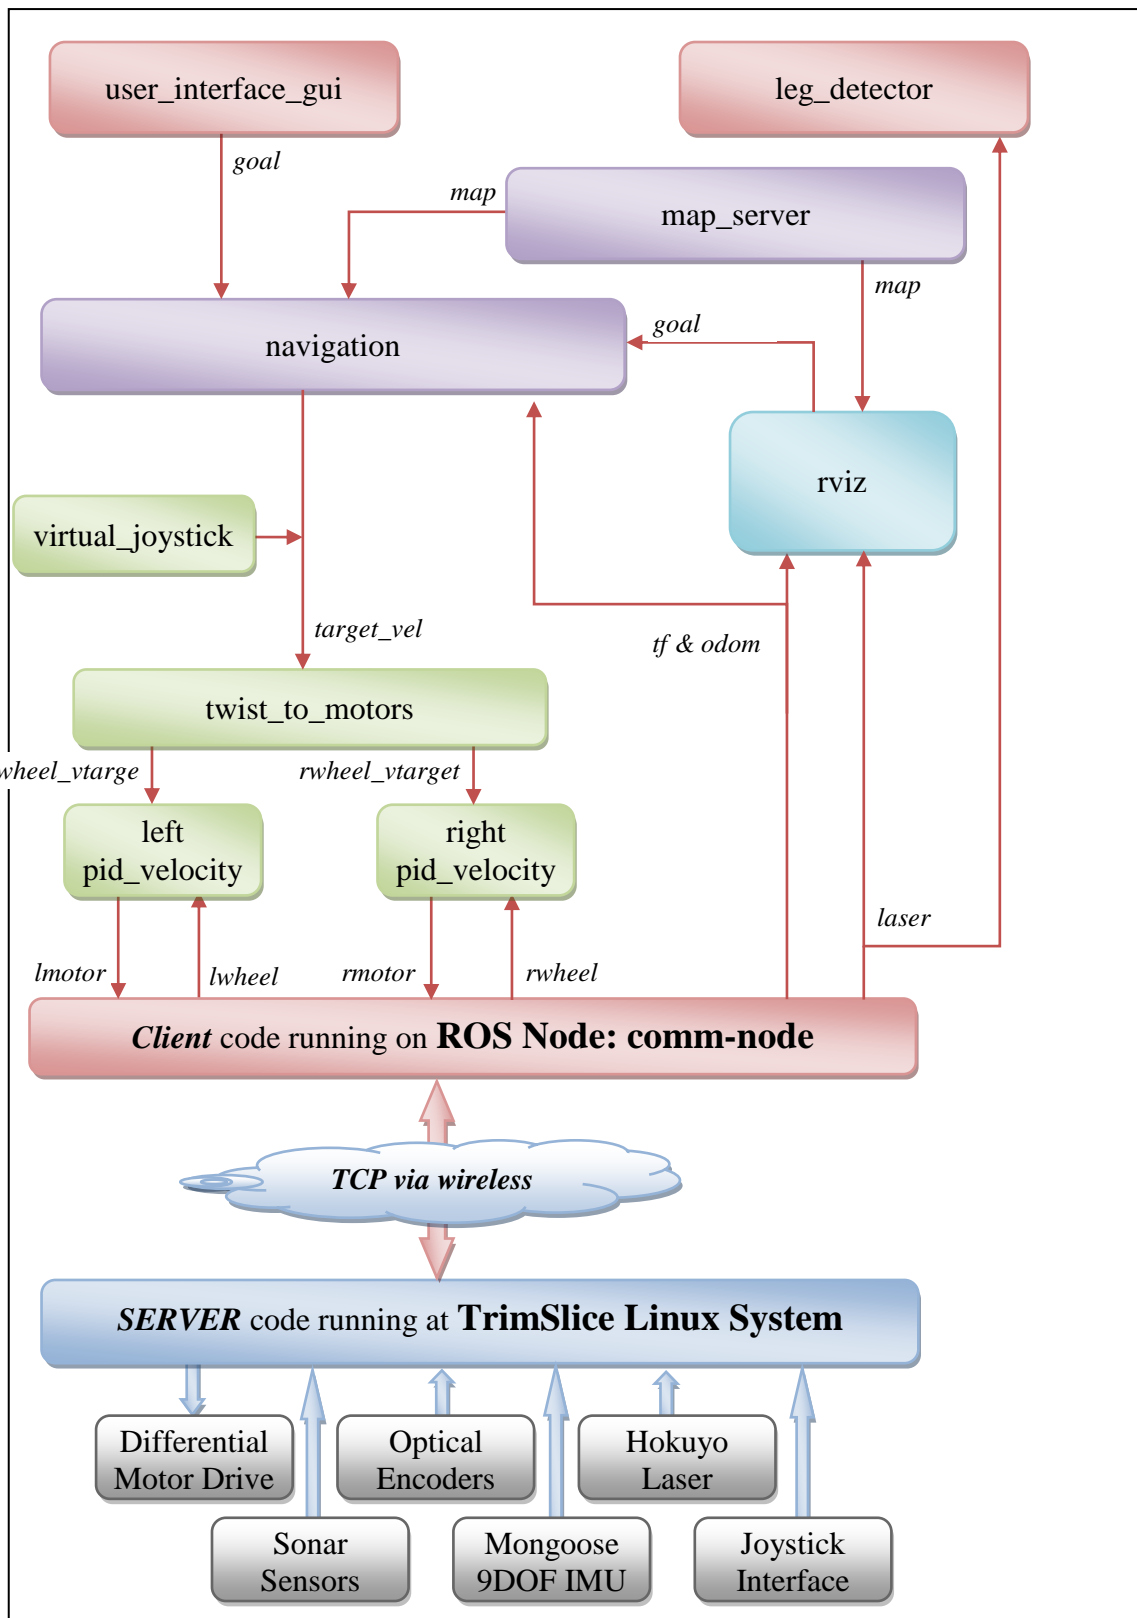 user_interface_gui
leg_detector
goal
map
map_server
map
goal
navigation
rviz
virtual_joystick
target_vel
tf & odom
twist_to_motors
wheel_vtarge
rwheel_vtarget
left
pid_velocity
right
pid_velocity
laser
lmotor
lwheel
rmotor
rwheel
Client code running on ROS Node: comm-node
TCP via wireless
SERVER code running at TrimSlice Linux System
Differential
Motor Drive
Optical
Encoders
Hokuyo
Laser
Sonar
Sensors
Mongoose
9DOF IMU
Joystick
Interface